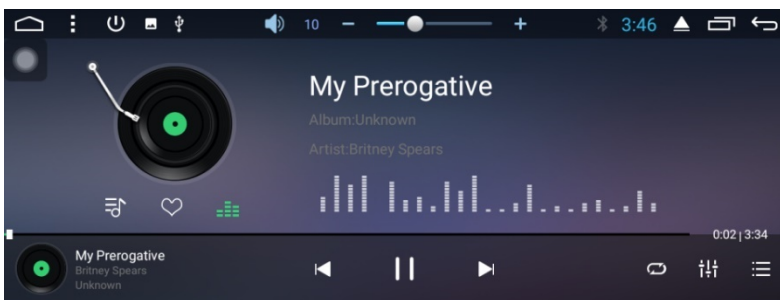 10 3:46
My Prerogative
Album:Unknown
Artist:Britney Spears
0:02 | 3:34
My Prerogative
Britney Spears
Unknown